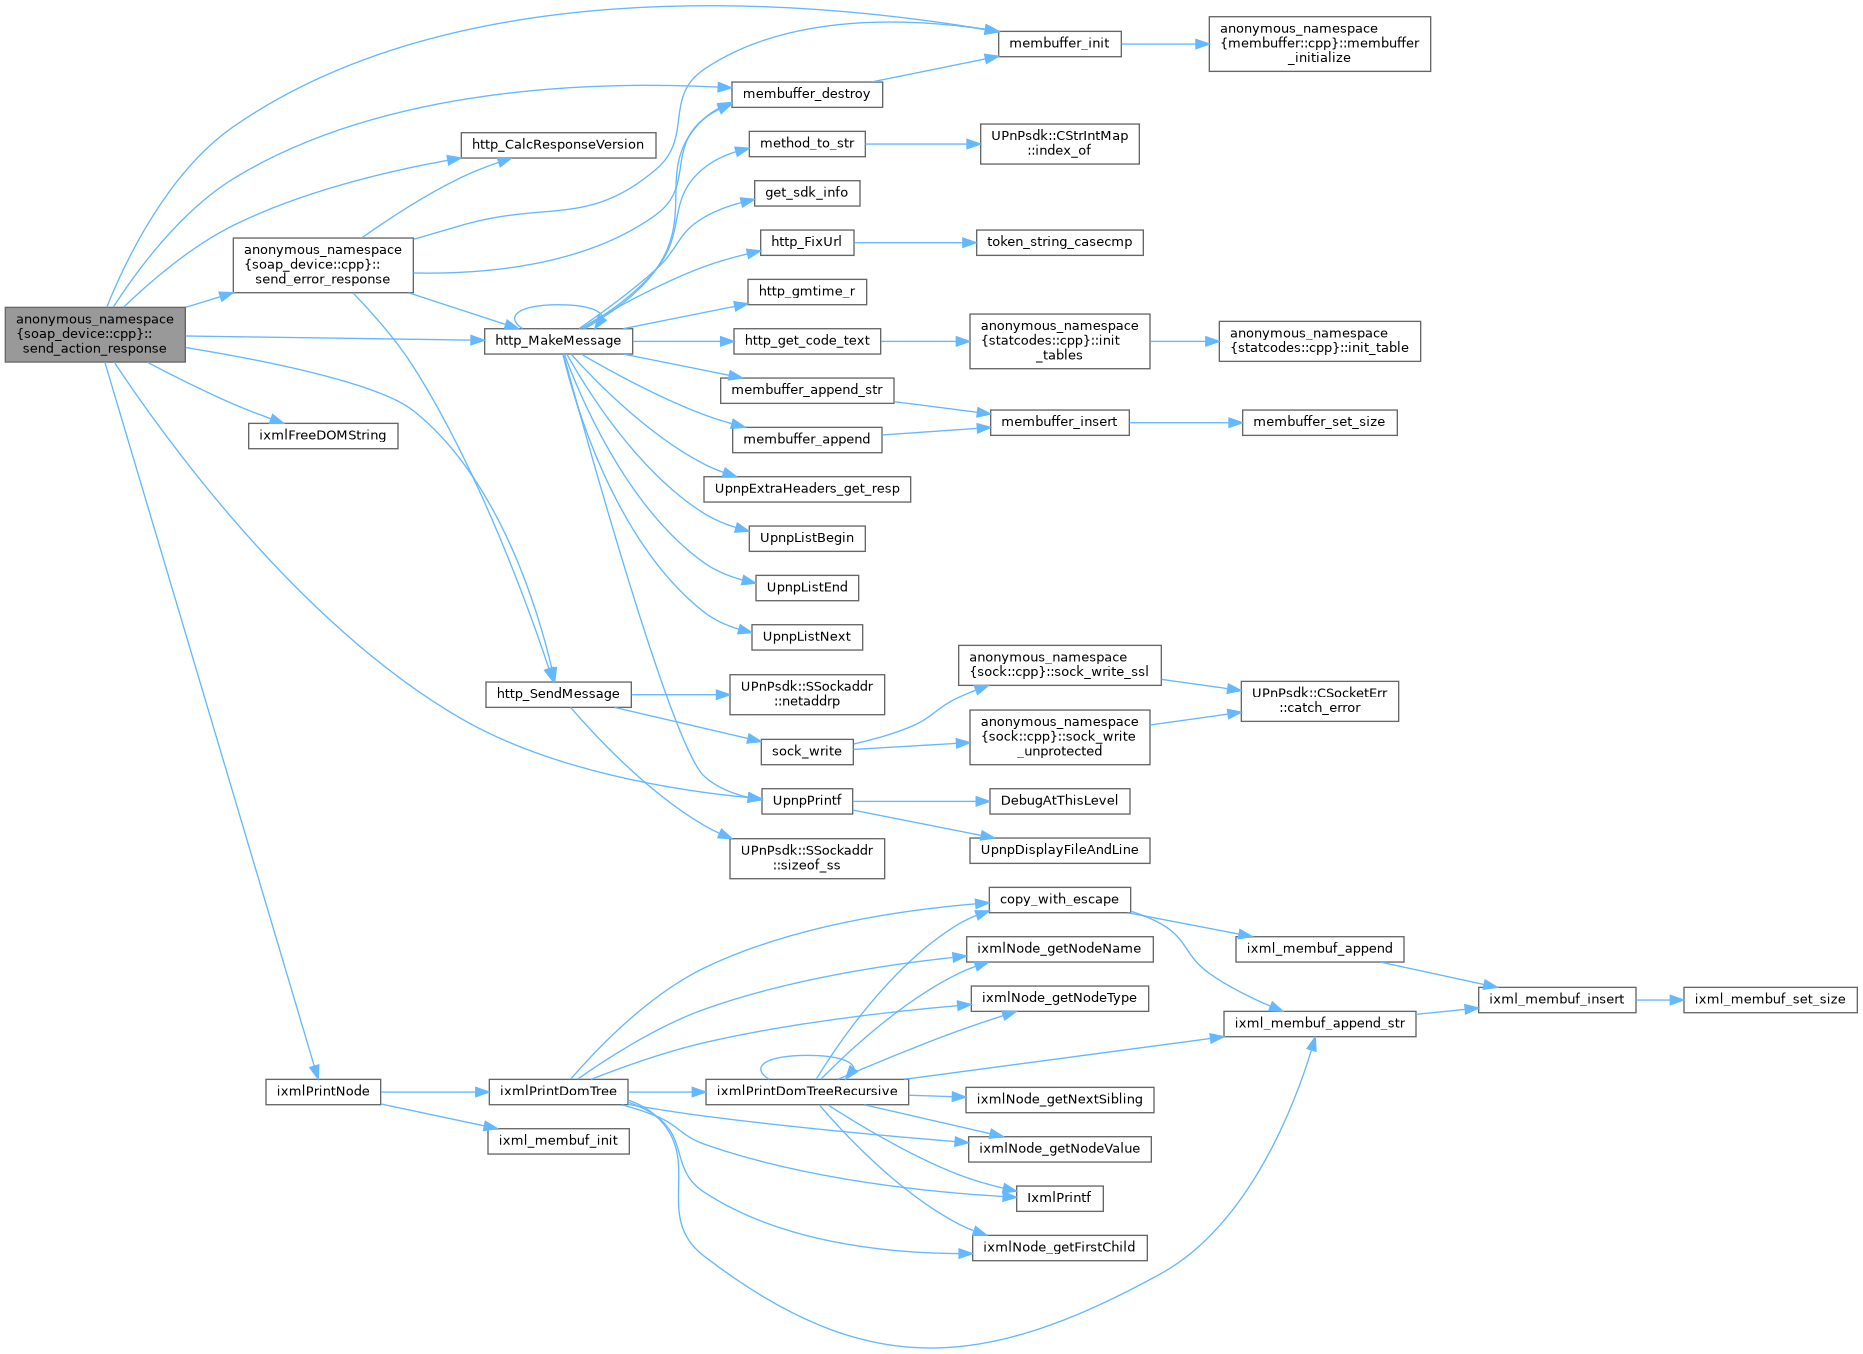 membuffer_init
anonymous_namespace
{membuffer::cpp}::membuffer
_initialize
membuffer_destroy
http_CalcResponseVersion
method_to_str
UPnPsdk::CStrIntMap
::index_of
get_sdk_info
anonymous_namespace
{soap_device::cpp}::
send_error_response
http_FixUrl
token_string_casecmp
http_gmtime_r
anonymous_namespace
{soap_device::cpp}::
send_action_response
http_MakeMessage
http_get_code_text
anonymous_namespace
{statcodes::cpp}::init
_tables
anonymous_namespace
{statcodes::cpp}::init_table
membuffer_append_str
ixmlFreeDOMString
membuffer_append
membuffer_insert
membuffer_set_size
UpnpExtraHeaders_get_resp
UpnpListBegin
UpnpListEnd
UpnpListNext
http_SendMessage
UPnPsdk::SSockaddr
::netaddrp
anonymous_namespace
{sock::cpp}::sock_write_ssl
UPnPsdk::CSocketErr
::catch_error
sock_write
anonymous_namespace
{sock::cpp}::sock_write
_unprotected
UpnpPrintf
DebugAtThisLevel
UpnpDisplayFileAndLine
UPnPsdk::SSockaddr
::sizeof_ss
copy_with_escape
ixmlNode_getNodeName
ixml_membuf_append
ixmlNode_getNodeType
ixml_membuf_insert
ixml_membuf_set_size
ixml_membuf_append_str
ixmlPrintNode
ixmlPrintDomTree
ixmlPrintDomTreeRecursive
ixmlNode_getNextSibling
ixml_membuf_init
ixmlNode_getNodeValue
IxmlPrintf
ixmlNode_getFirstChild